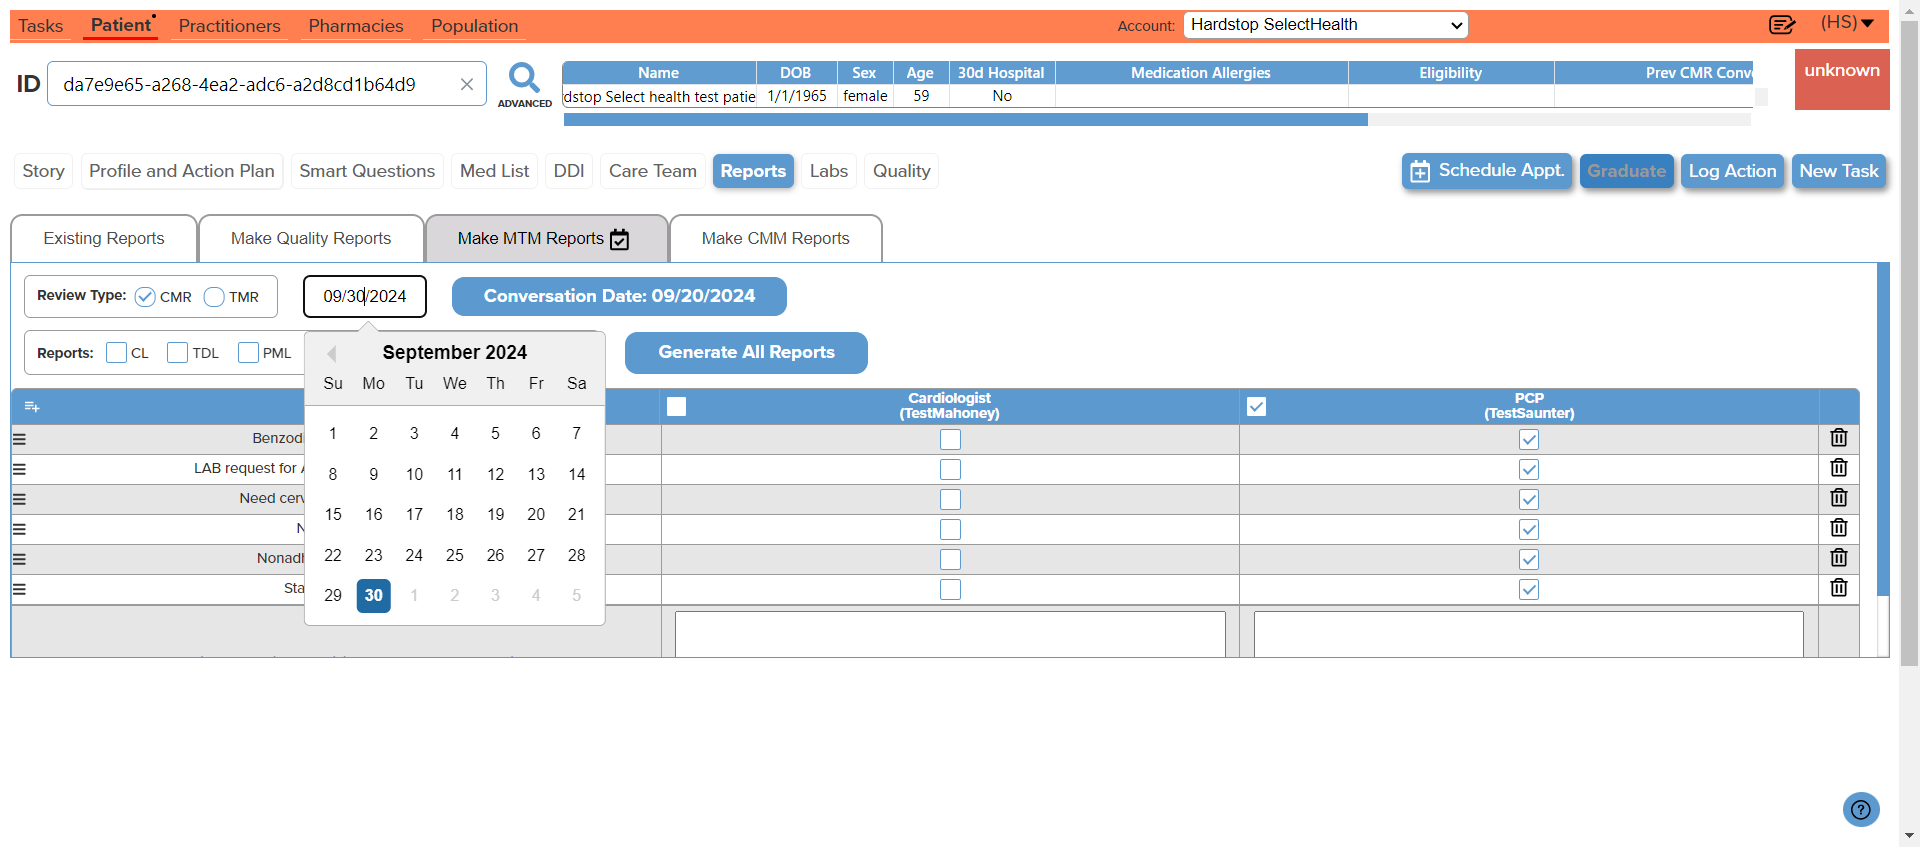 Tasks Patient Practitioners Pharmacies Population Account: Hardstop SelectHealth (HS)
ID da7e9e65-a268-4ea2-adc6-a2d8cd1b64d9 ADVANCED
Name DOB Sex Age 30d Hospital Medication Allergies Eligibility Prev CMR Conve
dstop Select health test patie 1/1/1965 female 59 No
unknown
Story Profile and Action Plan Smart Questions Med List DDI Care Team Reports Labs Quality Schedule Appt. Graduate Log Action New Task
Existing Reports Make Quality Reports Make MTM Reports Make CMM Reports
Review Type: CMR TMR 09/30/2024 Conversation Date: 09/20/2024
Reports: CL TDL PML Generate All Reports
September 2024
Su Mo Tu We Th Fr Sa
1 2 3 4 5 6 7
8 9 10 11 12 13 14
15 16 17 18 19 20 21
22 23 24 25 26 27 28
29 30 1 2 3 4 5
Cardiologist
(TestMahoney)
PCP
(TestSaunter)
Benzodi
LAB request for A
Need cerv
N
Nonadh
Sta